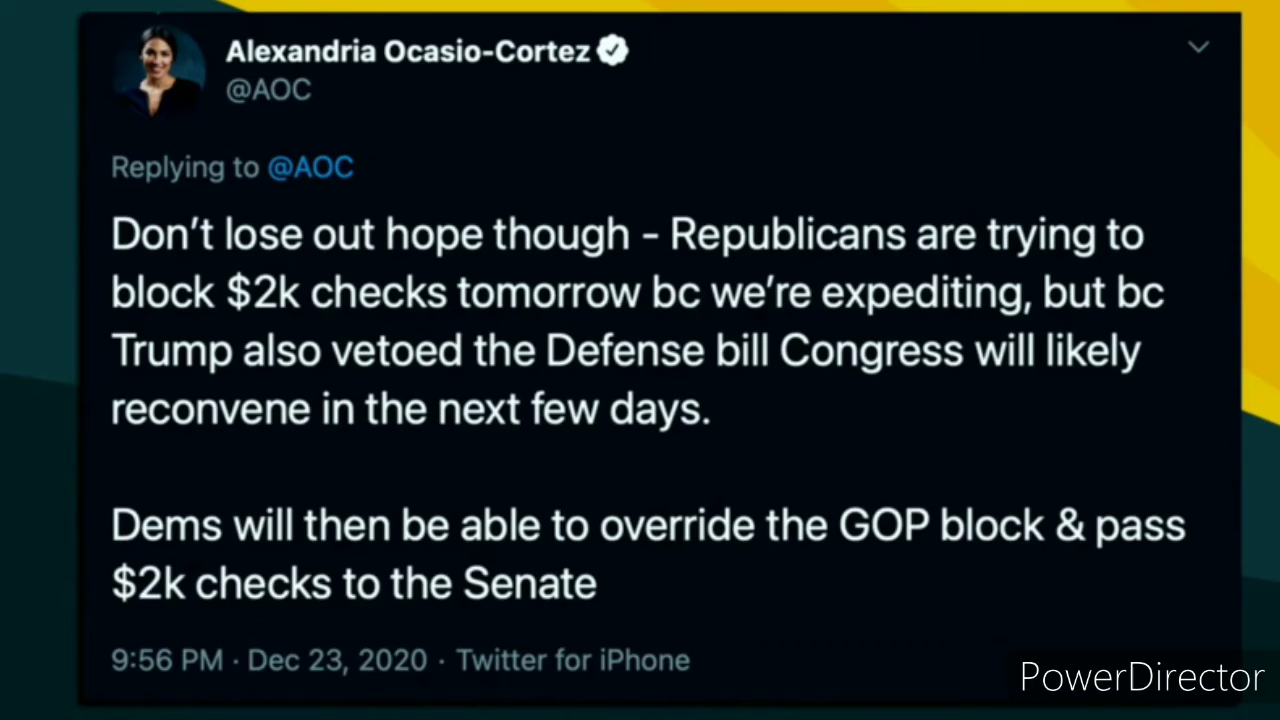 Alexandria Ocasio-Cortez
@AOC
Replying to @AOC
Don’t lose out hope though - Republicans are trying to
block $2k checks tomorrow bc we’re expediting, but bc
Trump also vetoed the Defense bill Congress will likely
reconvene in the next few days.
Dems will then be able to override the GOP block & pass
$2k checks to the Senate
9:56 PM · Dec 23, 2020 · Twitter for iPhone
PowerDirector